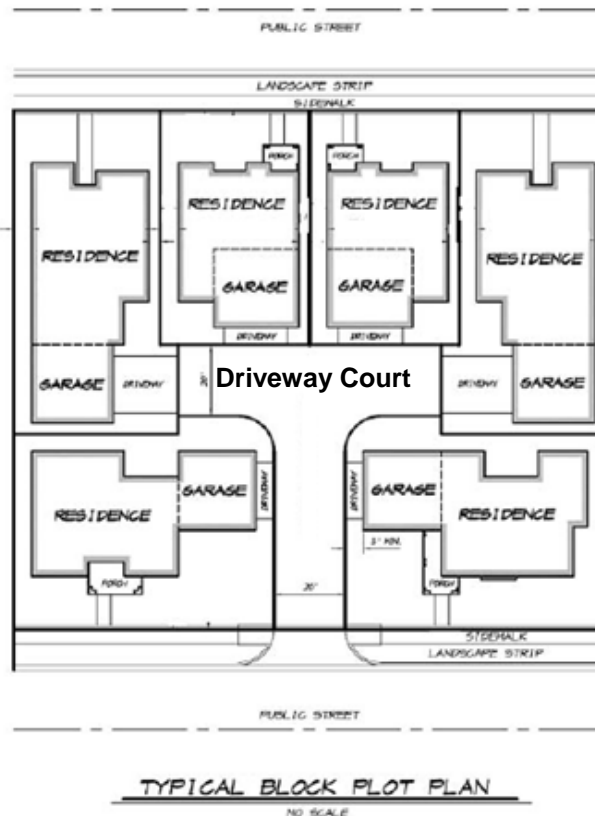 PUBLIC STREET
LANDSCAPE STRIP
SIDEWALK
PORCH
PORCH
RESIDENCE
RESIDENCE
RESIDENCE
RESIDENCE
GARAGE
GARAGE
DRIVEWAY
DRIVEWAY
GARAGE
DRIVEWAY
20'
Driveway Court
DRIVEWAY
GARAGE
RESIDENCE
GARAGE
DRIVEWAY
DRIVEWAY
GARAGE
RESIDENCE
MIN.
PORCH
20'
PORCH
SIDEWALK
LANDSCAPE STRIP
PUBLIC STREET
TYPICAL BLOCK PLOT PLAN
NO SCALE